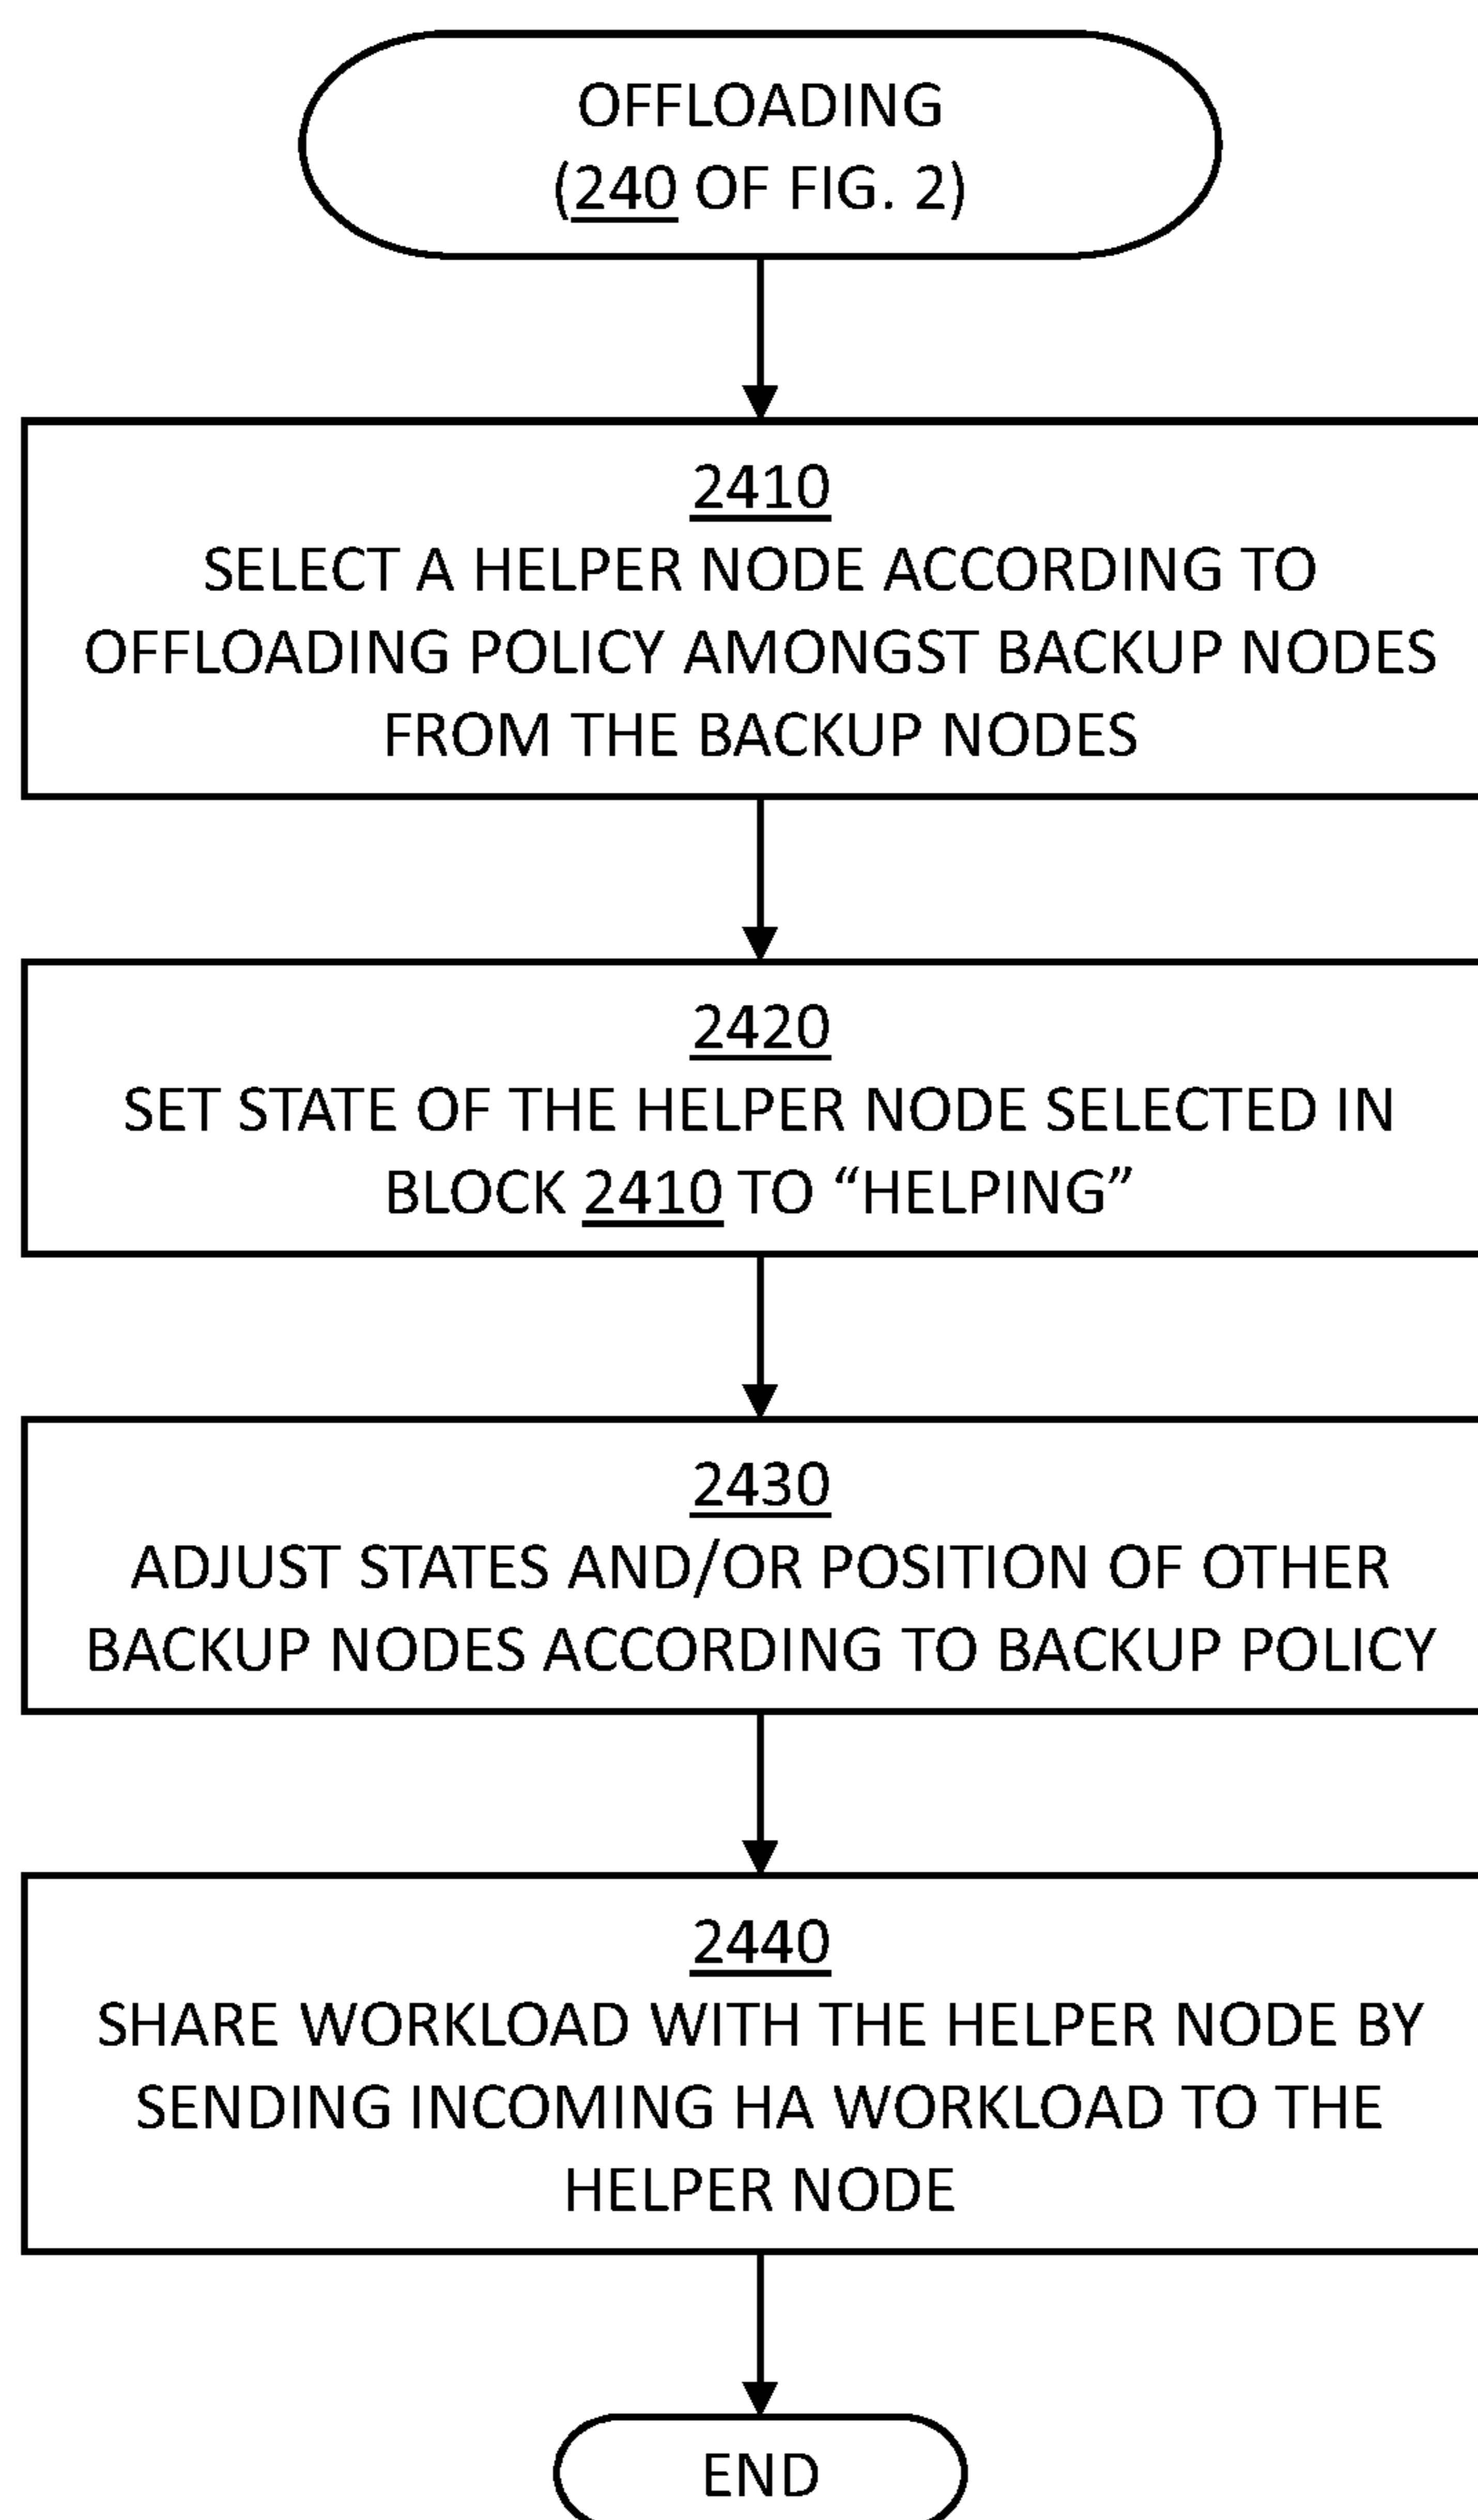 OFFLOADING
(240 OF FIG. 2)
2410
SELECT A HELPER NODE ACCORDING TO
OFFLOADING POLICY AMONGST BACKUP NODES
FROM THE BACKUP NODES
2420
SET STATE OF THE HELPER NODE SELECTED IN
BLOCK 2410 TO “HELPING”
2430
ADJUST STATES AND/OR POSITION OF OTHER
BACKUP NODES ACCORDING TO BACKUP POLICY
2440
SHARE WORKLOAD WITH THE HELPER NODE BY
SENDING INCOMING HA WORKLOAD TO THE
HELPER NODE
END